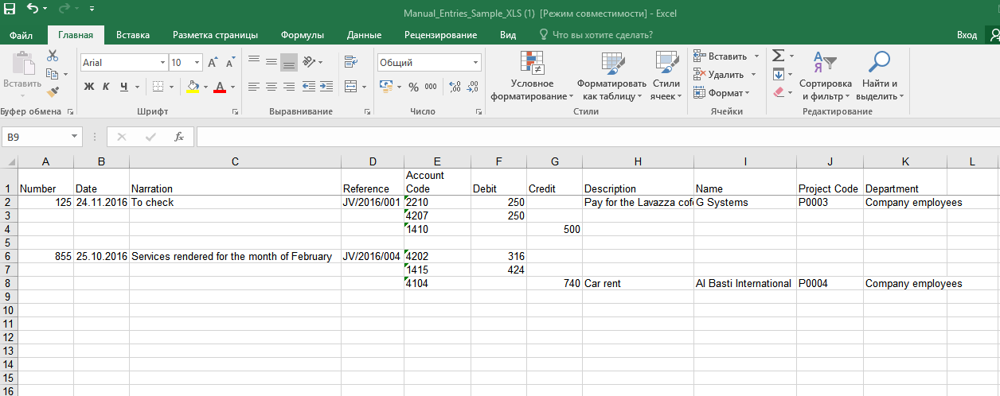 Manual_Entries_Sample_XLS (1) [Режим совместимости] - Excel
Файл Главная Вставка Разметка страницы Формулы Данные Рецензирование Вид Что вы хотите сделать? Вход
Вставить
Буфер обмена
Arial 10
Ж К Ч
Шрифт
Выравнивание
Общий
% 000
Число
Условное форматирование
Форматировать как таблицу
Стили ячеек
Стили
Вставить
Удалить
Формат
Ячейки
Сортировка и фильтр
Найти и выделить
Редактирование
B9 fx
A B C D E F G H I J K L
1 Number Date Narration Reference Account Code Debit Credit Description Name Project Code Department
2 125 24.11.2016 To check JV/2016/001 2210 250 Pay for the Lavazza cof G Systems P0003 Company employees
3 4207 250
4 1410 500
5
6 855 25.10.2016 Services rendered for the month of February JV/2016/004 4202 316
7 1415 424
8 4104 740 Car rent Al Basti International P0004 Company employees
9
10
11
12
13
14
15
16